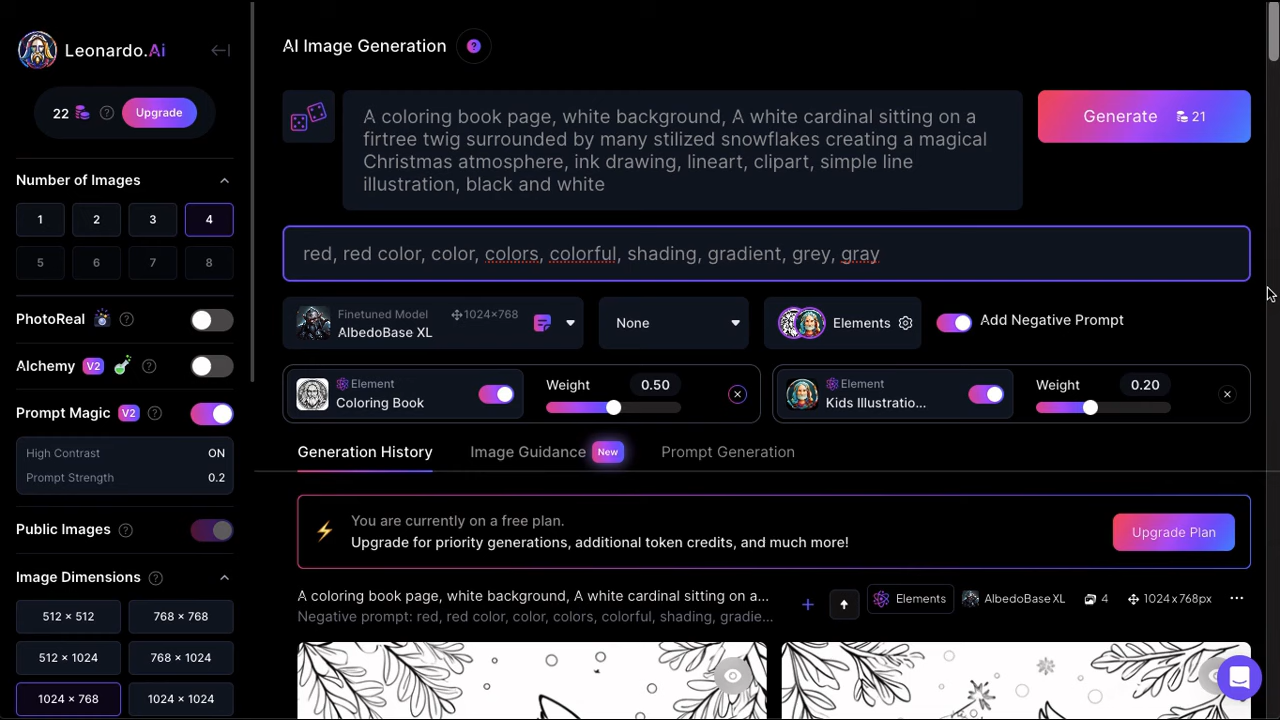 Leonardo.Ai
22
Upgrade
Number of Images
1
2
3
4
5
6
7
8
PhotoReal
Alchemy V2
Prompt Magic V2
High Contrast ON
Prompt Strength 0.2
Public Images
Image Dimensions
512 × 512
768 × 768
512 × 1024
768 × 1024
1024 × 768
1024 × 1024
AI Image Generation
A coloring book page, white background, A white cardinal sitting on a
firtree twig surrounded by many stilized snowflakes creating a magical
Christmas atmosphere, ink drawing, lineart, clipart, simple line
illustration, black and white
Generate 21
red, red color, color, colors, colorful, shading, gradient, grey, gray
Finetuned Model 1024×768
AlbedoBase XL
None
Elements
Add Negative Prompt
Element
Coloring Book
Weight 0.50
Element
Kids Illustratio...
Weight 0.20
Generation History
Image Guidance New
Prompt Generation
You are currently on a free plan.
Upgrade for priority generations, additional token credits, and much more!
Upgrade Plan
A coloring book page, white background, A white cardinal sitting on a...
Negative prompt: red, red color, color, colors, colorful, shading, gradie...
Elements
AlbedoBase XL
4
1024 x 768px